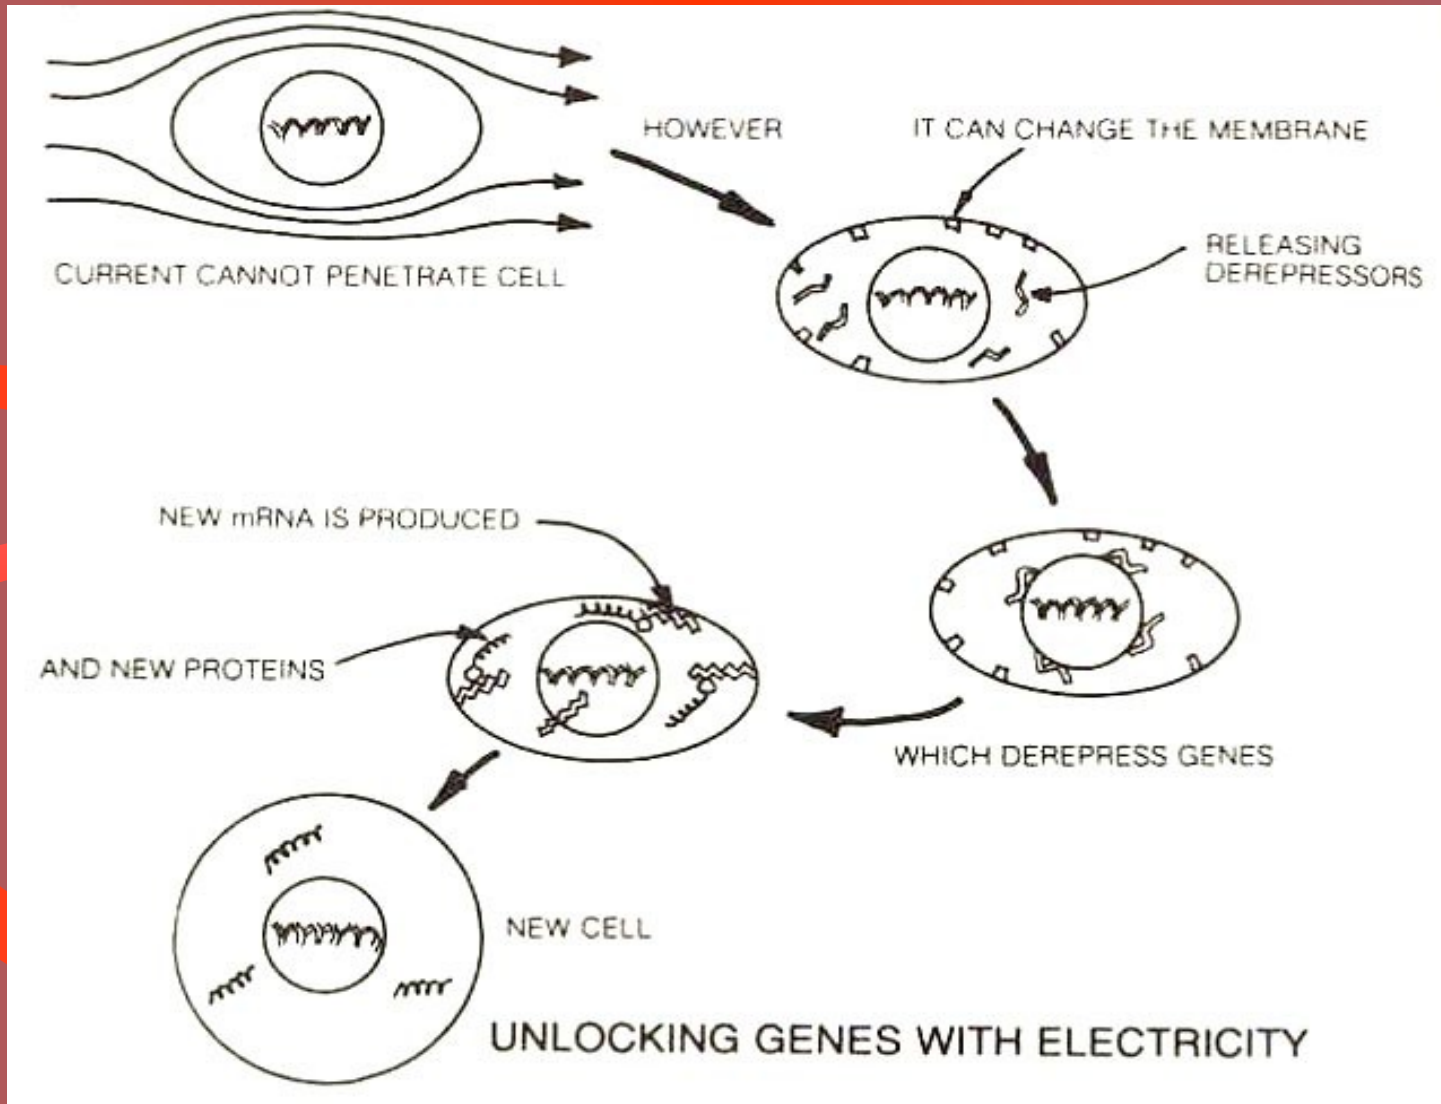 CURRENT CANNOT PENETRATE CELL
HOWEVER
IT CAN CHANGE THE MEMBRANE
RELEASING
DEREPRESSORS
WHICH DEREPRESS GENES
NEW mRNA IS PRODUCED
AND NEW PROTEINS
NEW CELL
UNLOCKING GENES WITH ELECTRICITY